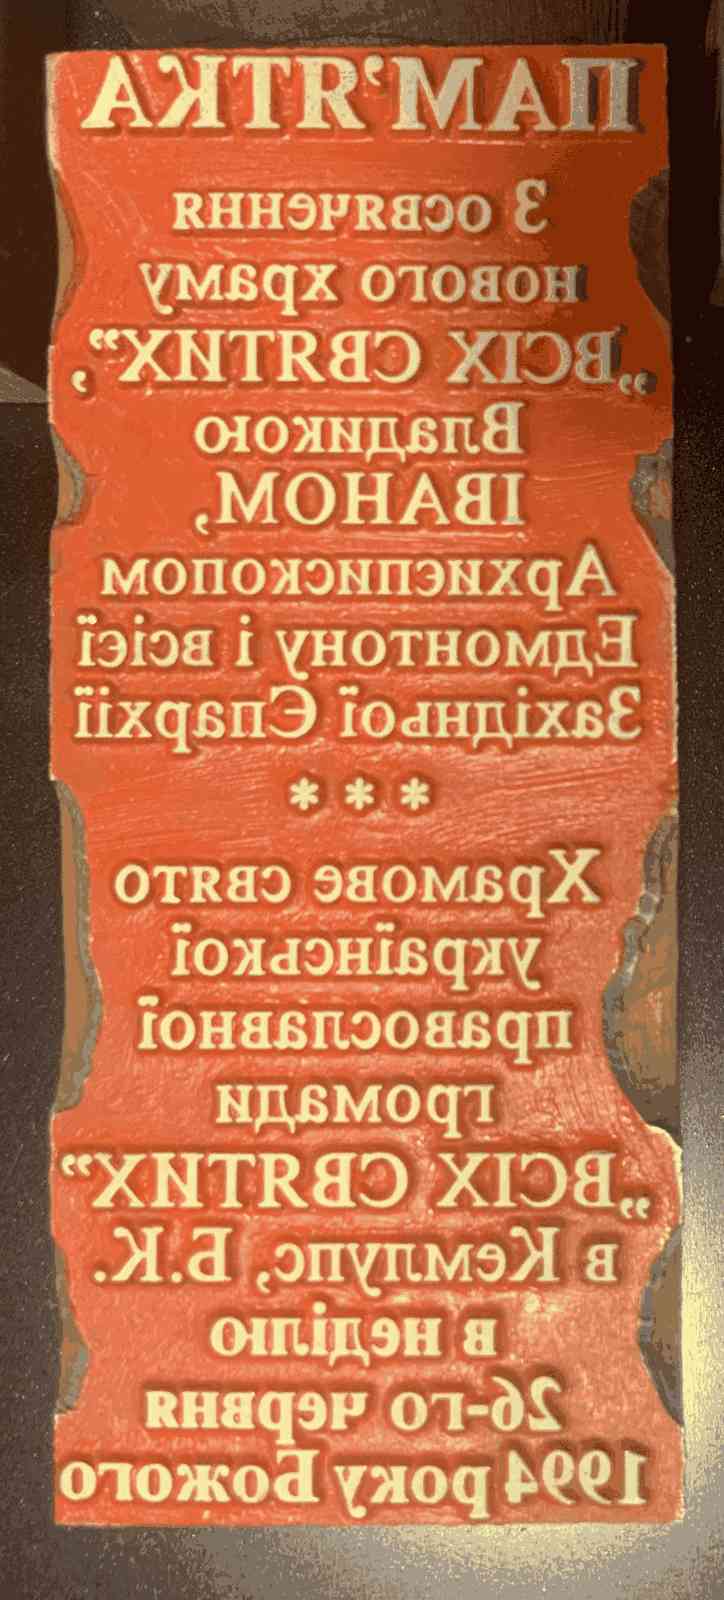 ПАМ’ЯТКА
З освячення
нового храму
„ВСІХ СВЯТИХ”,
Владикою
ІВАНОМ,
Архиепископом
Едмонтону і всієї
Західньої Єпархії
* * *
Храмове свято
української
православної
громади
„ВСІХ СВЯТИХ”
в Кемлупс, Б.К.
в неділю
26-го червня
1994 року Божого